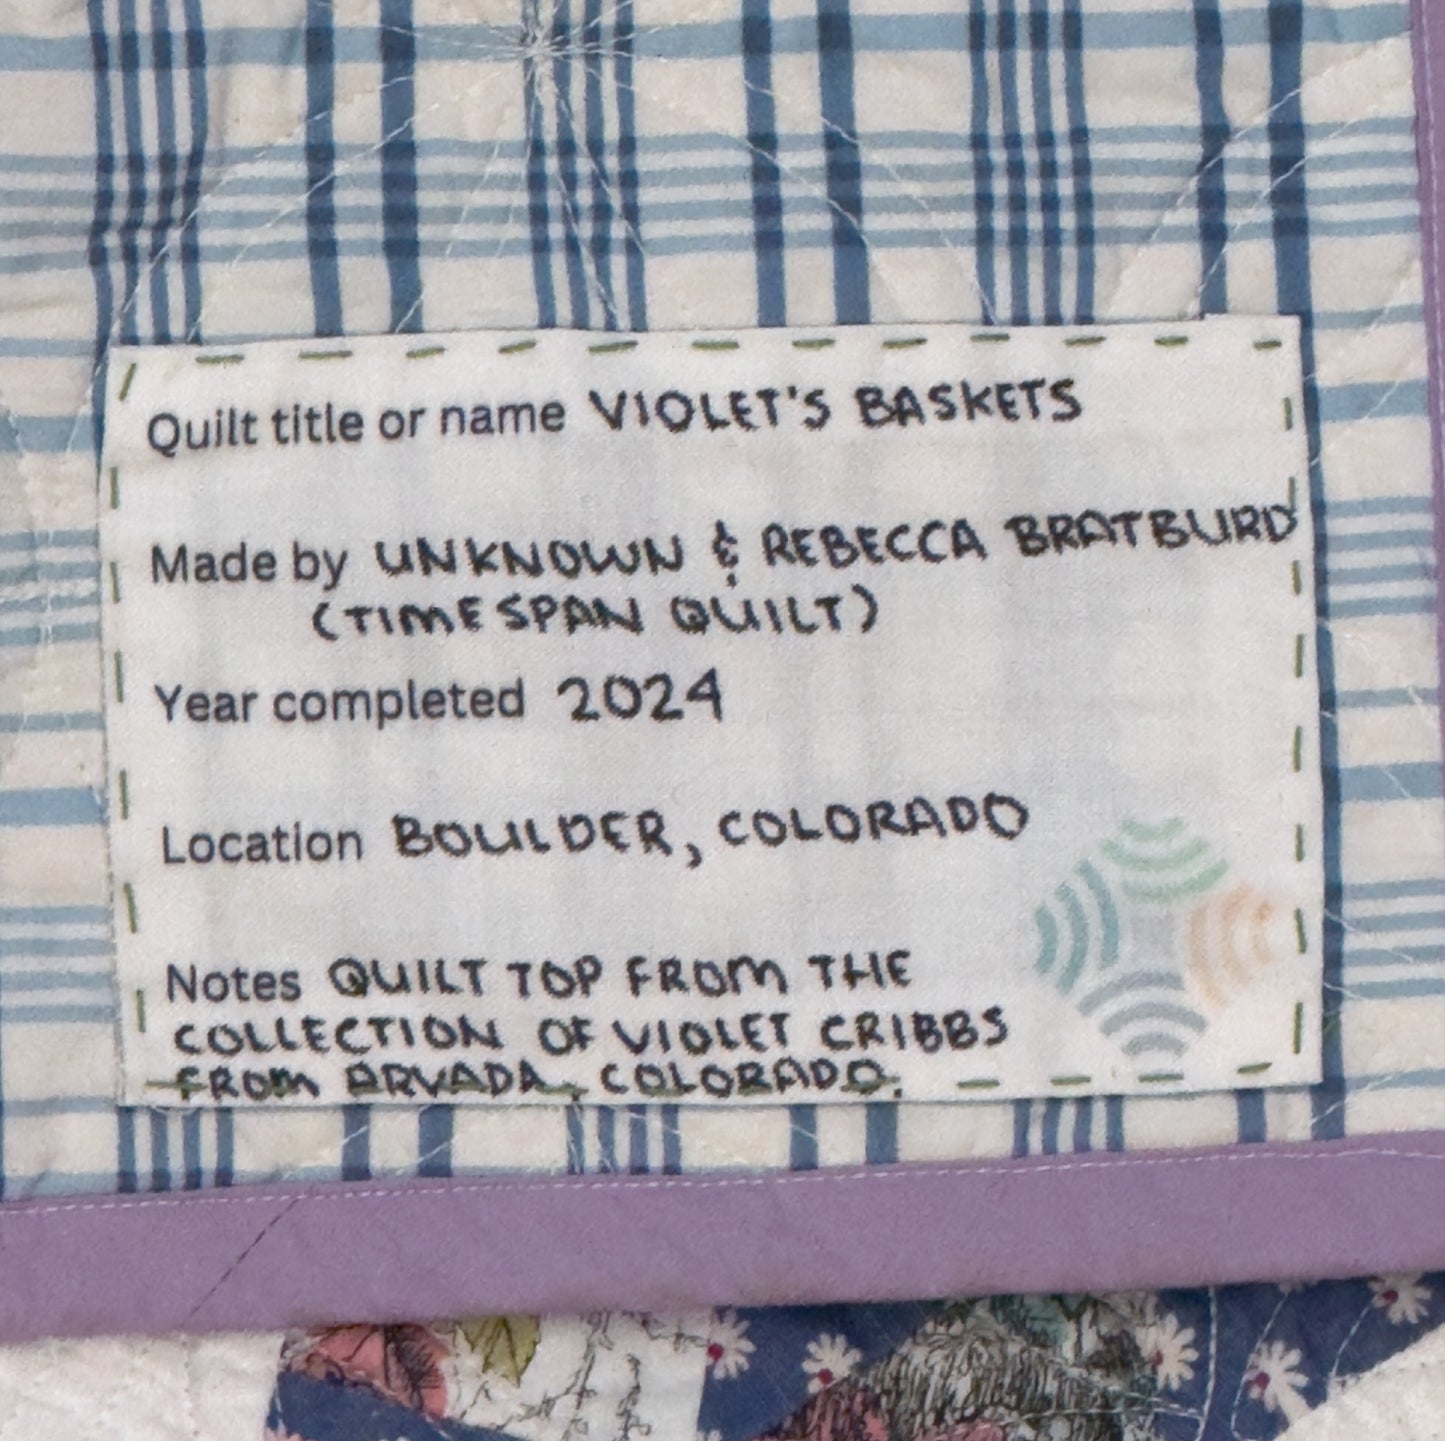 Quilt title or name VIOLET'S BASKETS
Made by UNKNOWN & REBECCA BRATBURD
(TIMESPAN QUILT)
Year completed 2024
Location BOULDER, COLORADO
Notes QUILT TOP FROM THE
COLLECTION OF VIOLET CRIBBS
FROM ARVADA, COLORADO.